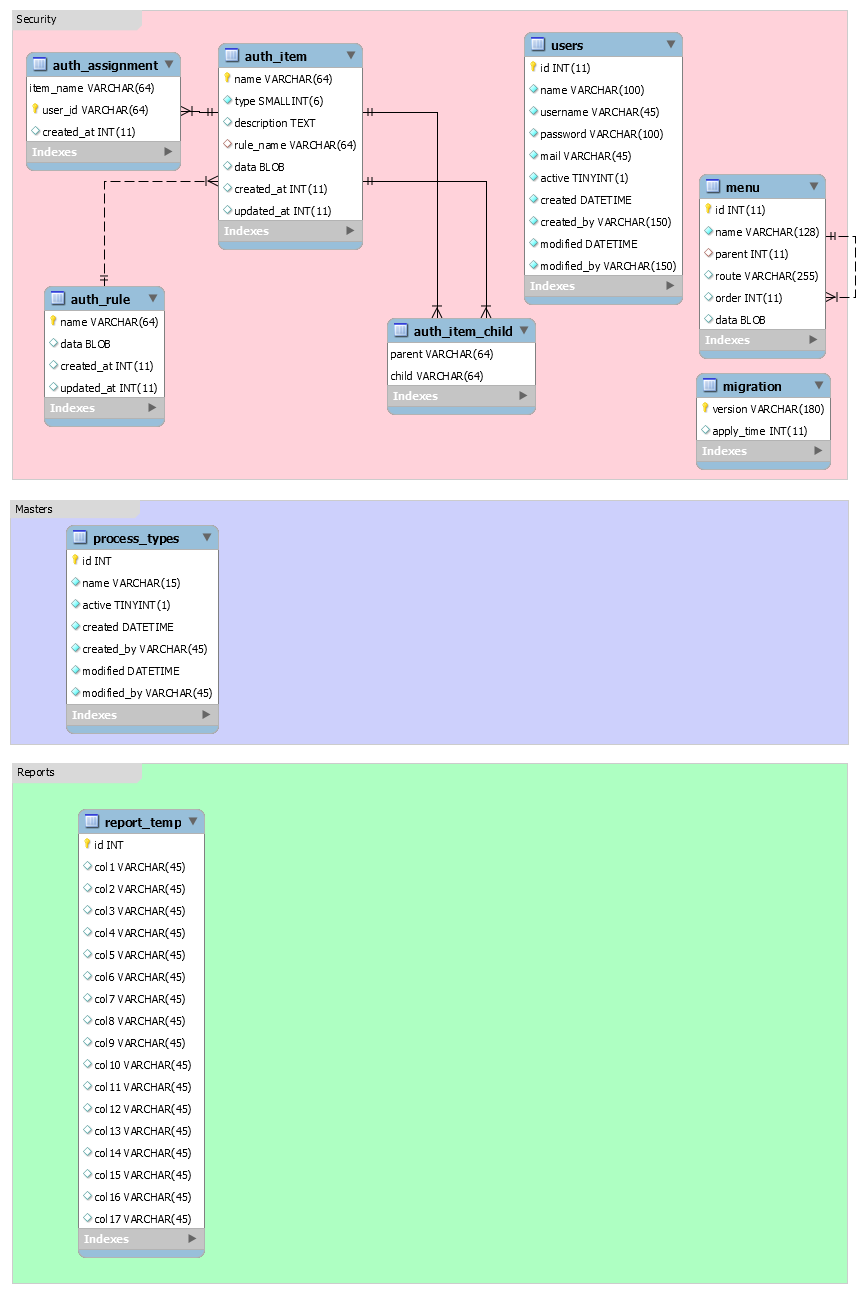 Security
auth_assignment
item_name VARCHAR(64)
user_id VARCHAR(64)
created_at INT(11)
Indexes
auth_item
name VARCHAR(64)
type SMALLINT(6)
description TEXT
rule_name VARCHAR(64)
data BLOB
created_at INT(11)
updated_at INT(11)
Indexes
users
id INT(11)
name VARCHAR(100)
username VARCHAR(45)
password VARCHAR(100)
mail VARCHAR(45)
active TINYINT(1)
created DATETIME
created_by VARCHAR(150)
modified DATETIME
modified_by VARCHAR(150)
Indexes
menu
id INT(11)
name VARCHAR(128)
parent INT(11)
route VARCHAR(255)
order INT(11)
data BLOB
Indexes
auth_rule
name VARCHAR(64)
data BLOB
created_at INT(11)
updated_at INT(11)
Indexes
auth_item_child
parent VARCHAR(64)
child VARCHAR(64)
Indexes
migration
version VARCHAR(180)
apply_time INT(11)
Indexes
Masters
process_types
id INT
name VARCHAR(15)
active TINYINT(1)
created DATETIME
created_by VARCHAR(45)
modified DATETIME
modified_by VARCHAR(45)
Indexes
Reports
report_temp
id INT
col1 VARCHAR(45)
col2 VARCHAR(45)
col3 VARCHAR(45)
col4 VARCHAR(45)
col5 VARCHAR(45)
col6 VARCHAR(45)
col7 VARCHAR(45)
col8 VARCHAR(45)
col9 VARCHAR(45)
col10 VARCHAR(45)
col11 VARCHAR(45)
col12 VARCHAR(45)
col13 VARCHAR(45)
col14 VARCHAR(45)
col15 VARCHAR(45)
col16 VARCHAR(45)
col17 VARCHAR(45)
Indexes